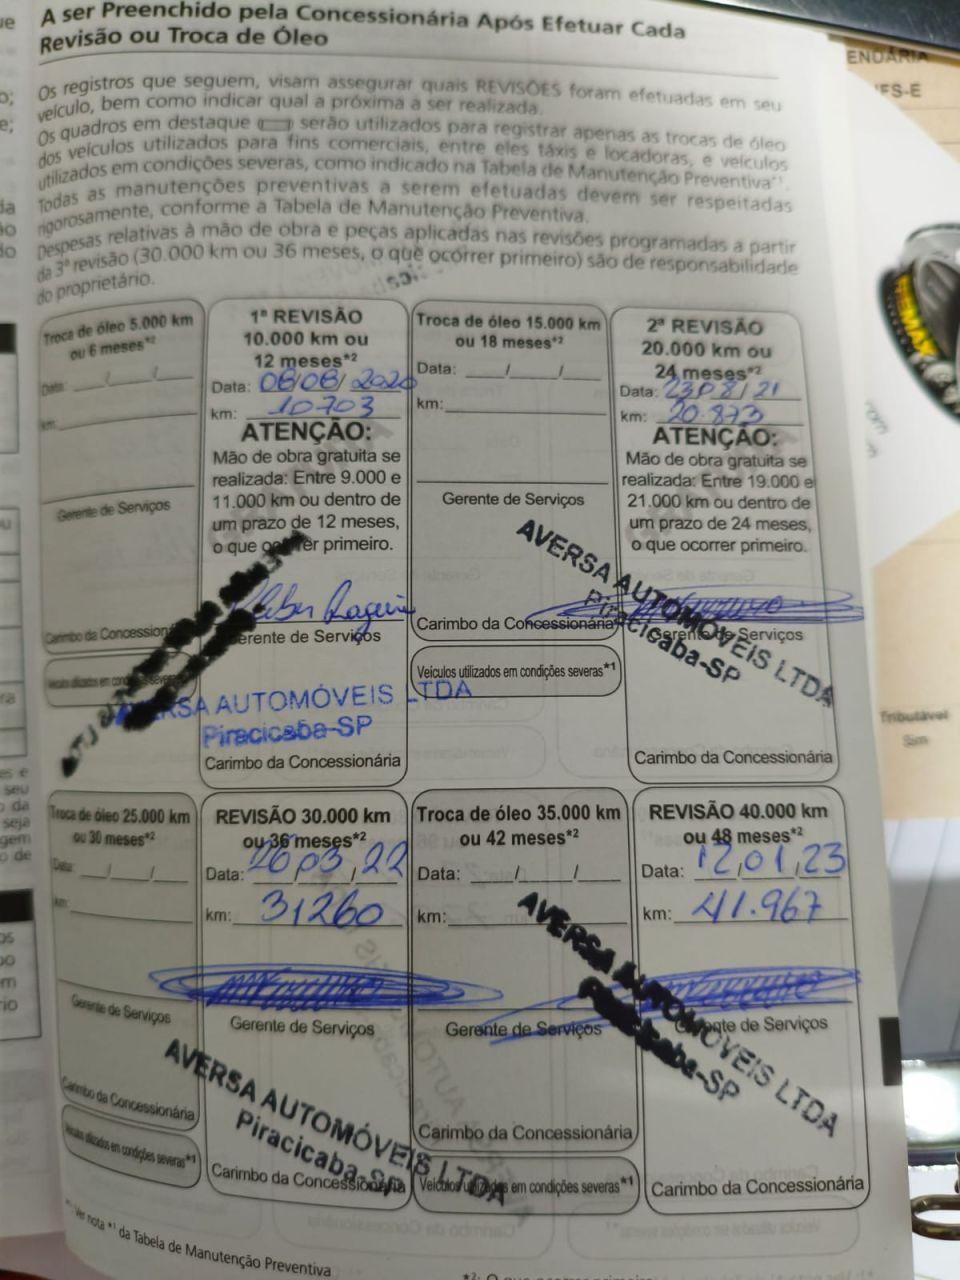 A ser Preenchido pela Concessionária Após Efetuar Cada
Revisão ou Troca de Óleo
Os registros que seguem, visam assegurar quais REVISÕES foram efetuadas em seu
veículo, bem como indicar qual a próxima a ser realizada.
Os quadros em destaque serão utilizados para registrar apenas as trocas de óleo
dos veículos utilizados para fins comerciais, entre eles táxis e locadoras, e veículos
utilizados em condições severas, como indicado na Tabela de Manutenção Preventiva*¹.
Todas as manutenções preventivas a serem efetuadas devem ser respeitadas
rigorosamente, conforme a Tabela de Manutenção Preventiva.
Despesas relativas à mão de obra e peças aplicadas nas revisões programadas a partir
da 3ª revisão (30.000 km ou 36 meses, o que ocorrer primeiro) são de responsabilidade
do proprietário.
Troca de óleo 5.000 km
ou 6 meses*²
Data: / /
km:
Gerente de Serviços
Carimbo da
1ª REVISÃO
10.000 km ou
12 meses*²
Data: 08/08/2020
km: 10703
ATENÇÃO:
Mão de obra gratuita se
realizada: Entre 9.000 e
11.000 km ou dentro de
um prazo de 12 meses,
o que ocorrer primeiro.
Gerente de Serviços
AUTOMÓVEIS LTDA
Piracicaba-SP
Carimbo da Concessionária
Troca de óleo 15.000 km
ou 18 meses*²
Data: / /
km:
Gerente de Serviços
Carimbo da Concessionária
Veículos utilizados em condições severas*¹
2ª REVISÃO
20.000 km ou
24 meses*²
Data: 23/08/21
km: 20.873
ATENÇÃO:
Mão de obra gratuita se
realizada: Entre 19.000 e
21.000 km ou dentro de
um prazo de 24 meses,
o que ocorrer primeiro.
AVERSA AUTOMÓVEIS LTDA
Piracicaba-SP
Gerente de Serviços
Carimbo da Concessionária
Troca de óleo 25.000 km
ou 30 meses*²
Data: / /
km:
Gerente de Serviços
Carimbo da Concessionária
Veículos utilizados em condições severas*¹
REVISÃO 30.000 km
ou 36 meses*²
Data: 26/03/22
km: 31260
Gerente de Serviços
AVERSA AUTOMÓVEIS LTDA
Piracicaba-SP
Carimbo da Concessionária
Troca de óleo 35.000 km
ou 42 meses*²
Data: / /
km:
Gerente de Serviços
Carimbo da Concessionária
Veículos utilizados em condições severas*¹
REVISÃO 40.000 km
ou 48 meses*²
Data: 12/01/23
km: 41.967
Gerente de Serviços
AVERSA AUTOMÓVEIS LTDA
Piracicaba-SP
Carimbo da Concessionária
*¹: Ver nota *¹ da Tabela de Manutenção Preventiva
Tributável
Sim